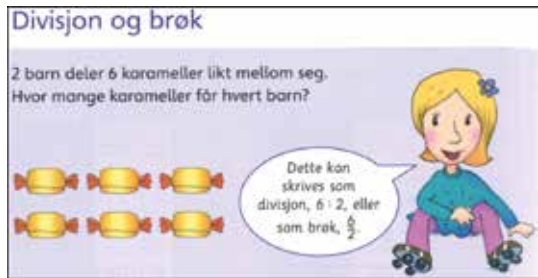 Divisjon og brøk
2 barn deler 6 karameller likt mellom seg.
Hvor mange karameller får hvert barn?
Dette kan
skrives som
divisjon, 6 : 2, eller
som brøk, 6/2.